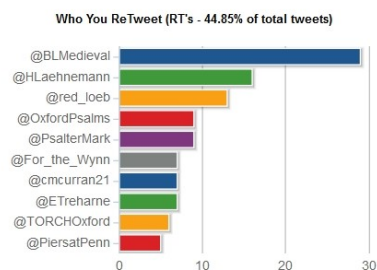 Who You ReTweet (RT's - 44.85% of total tweets)
@BLMedieval
@HLaehnemann
@red_loeb
@OxfordPsalms
@PsalterMark
@For_the_Wynn
@cmcurran21
@ETreharne
@TORCHOxford
@PiersatPenn
0 10 20 30